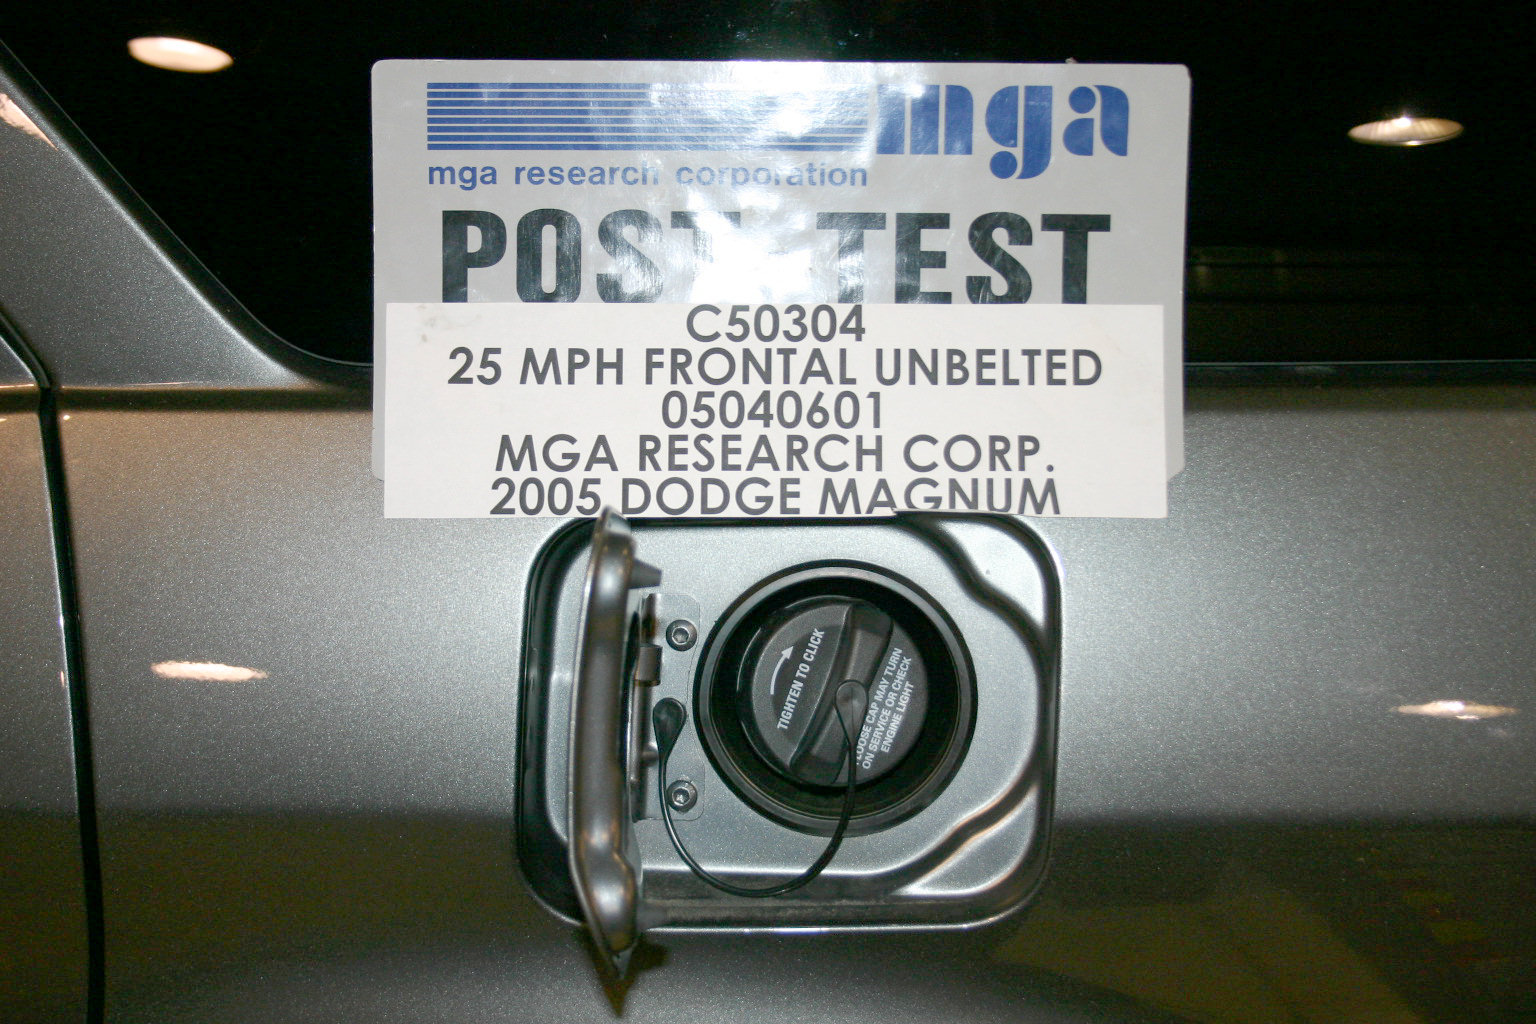 mga
mga research corporation
POST-TEST
C50304
25 MPH FRONTAL UNBELTED
05040601
MGA RESEARCH CORP.
2005 DODGE MAGNUM
TIGHTEN TO CLICK
LOOSE CAP MAY TURN
ON SERVICE OR CHECK
ENGINE LIGHT